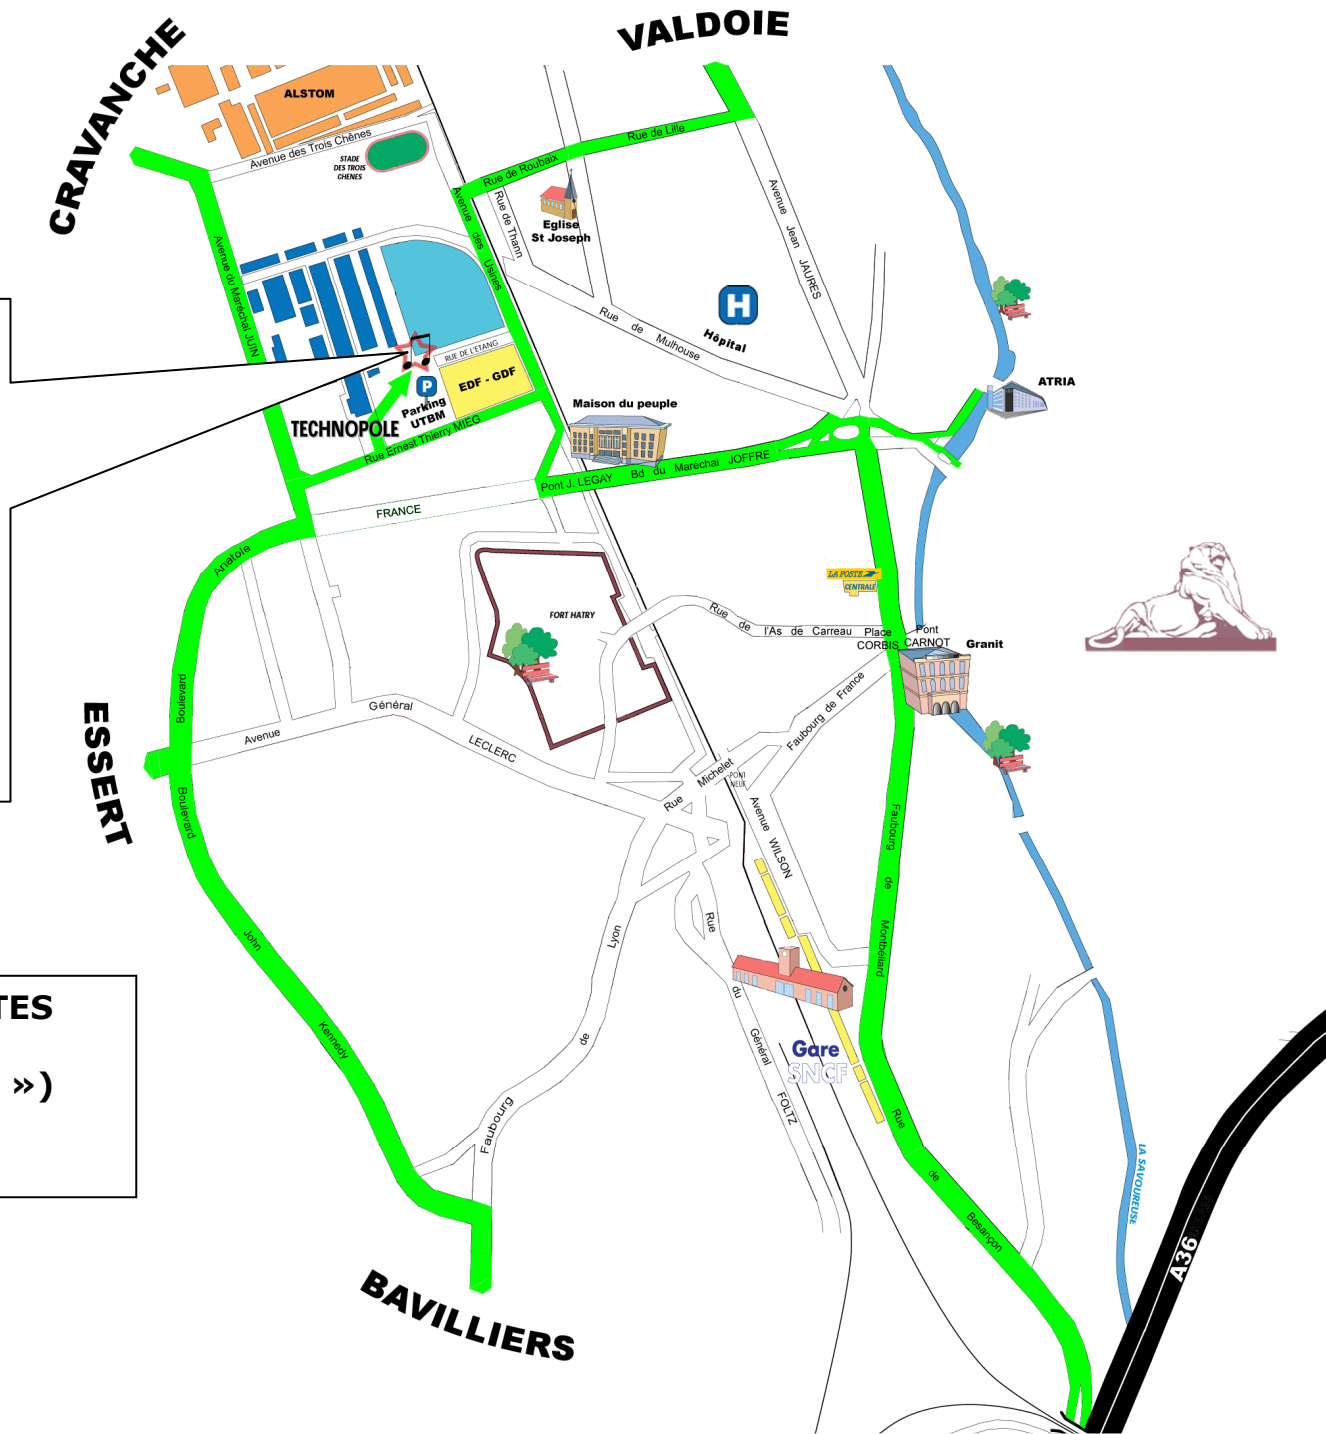 VALDOIE
CRAVANCHE
ALSTOM
Avenue des Trois Chênes
STADE
DES TROIS
CHENES
Rue de Lille
Rue de Roubaix
Rue de Thann
Avenue des Usines
Avenue Jean JAURES
Eglise
St Joseph
Avenue du Maréchal JUIN
H
Hôpital
Rue de Mulhouse
RUE DE L'ETANG
EDF - GDF
P
Parking
UTBM
TECHNOPOLE
Rue Ernest Thierry MIEG
Maison du peuple
ATRIA
Pont J. LEGAY Bd du Maréchal JOFFRE
FRANCE
Anatole
Boulevard
FORT HATRY
LA POSTE
CENTRALE
Rue de l'As de Carreau
Place
CORBIS
Pont
CARNOT
Granit
Faubourg de France
Avenue Général LECLERC
ESSERT
Rue Michelet
PONT
NEUF
Avenue WILSON
Boulevard John Kennedy
Faubourg de Montbéliard
Faubourg de Lyon
Rue du Général FOLTZ
TES
»)
Gare
SNCF
Rue de Besançon
LA SAVOUREUSE
A36
BAVILLIERS